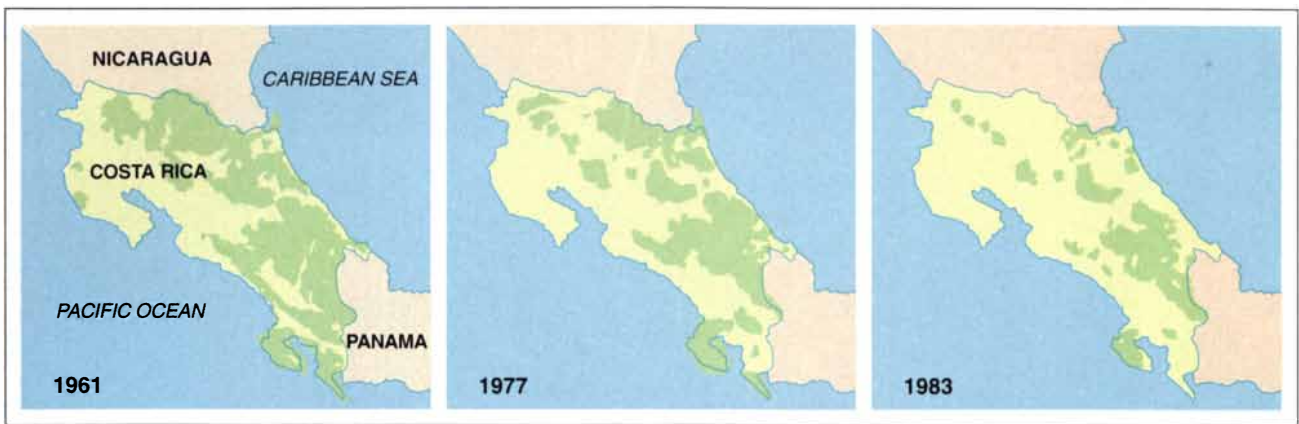 NICARAGUA
CARIBBEAN SEA
COSTA RICA
PACIFIC OCEAN
PANAMA
1961
1977
1983